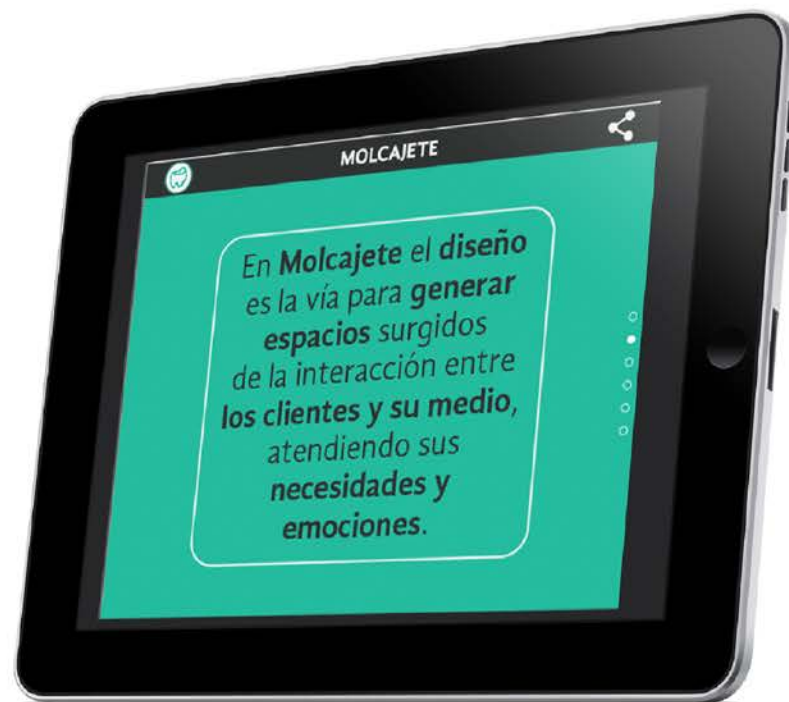 MOLCAJETE
En Molcajete el diseño
es la vía para generar
espacios surgidos
de la interacción entre
los clientes y su medio,
atendiendo sus
necesidades y
emociones.